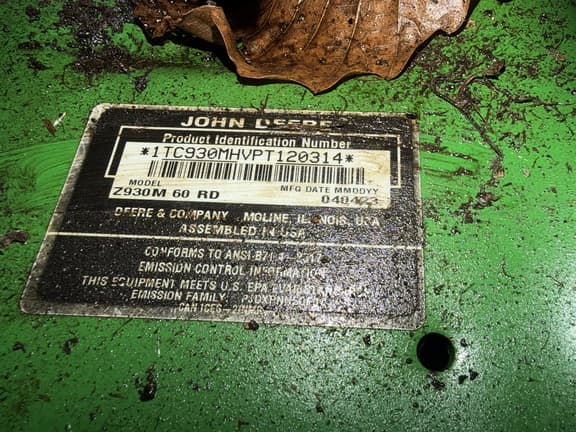 JOHN DEERE
Product Identification Number
*1TC930MHVPT120314*
MODEL
Z930M 60 RD
MFG DATE MMDDYY
040423
DEERE & COMPANY MOLINE, ILLINOIS, USA
ASSEMBLED IN USA
CONFORMS TO ANSI
EMISSION CONTROL INFORMATION
THIS EQUIPMENT MEETS U.S. EPA
EMISSION FAMILY